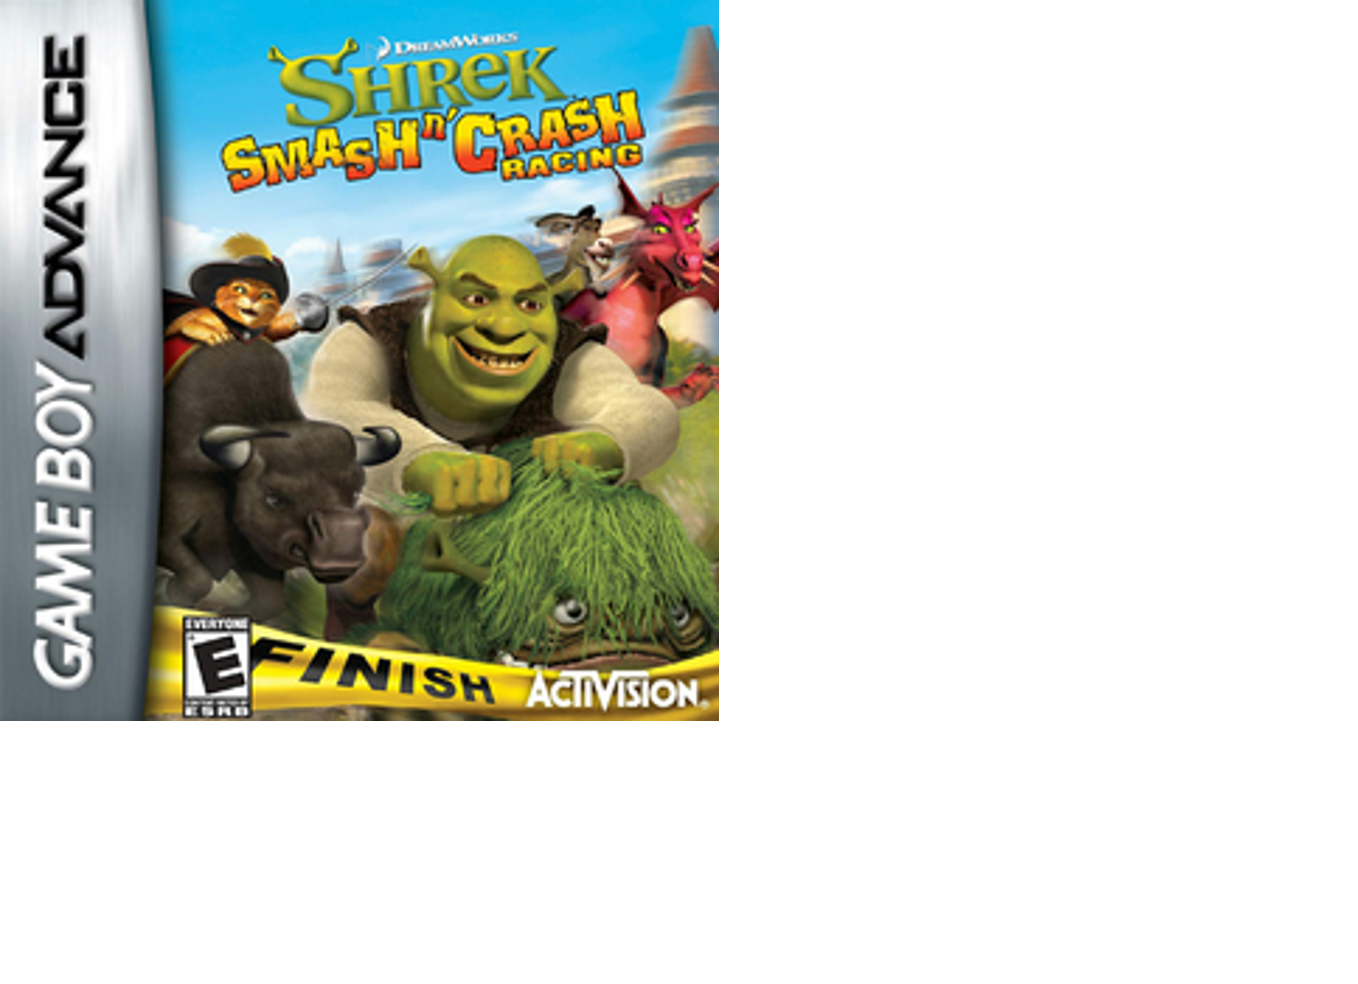 GAME BOY ADVANCE
DREAMWORKS
SHREK
SMASH n' CRASH
RACING
EVERYONE
E
ESRB
FINISH
ACTIVISION®